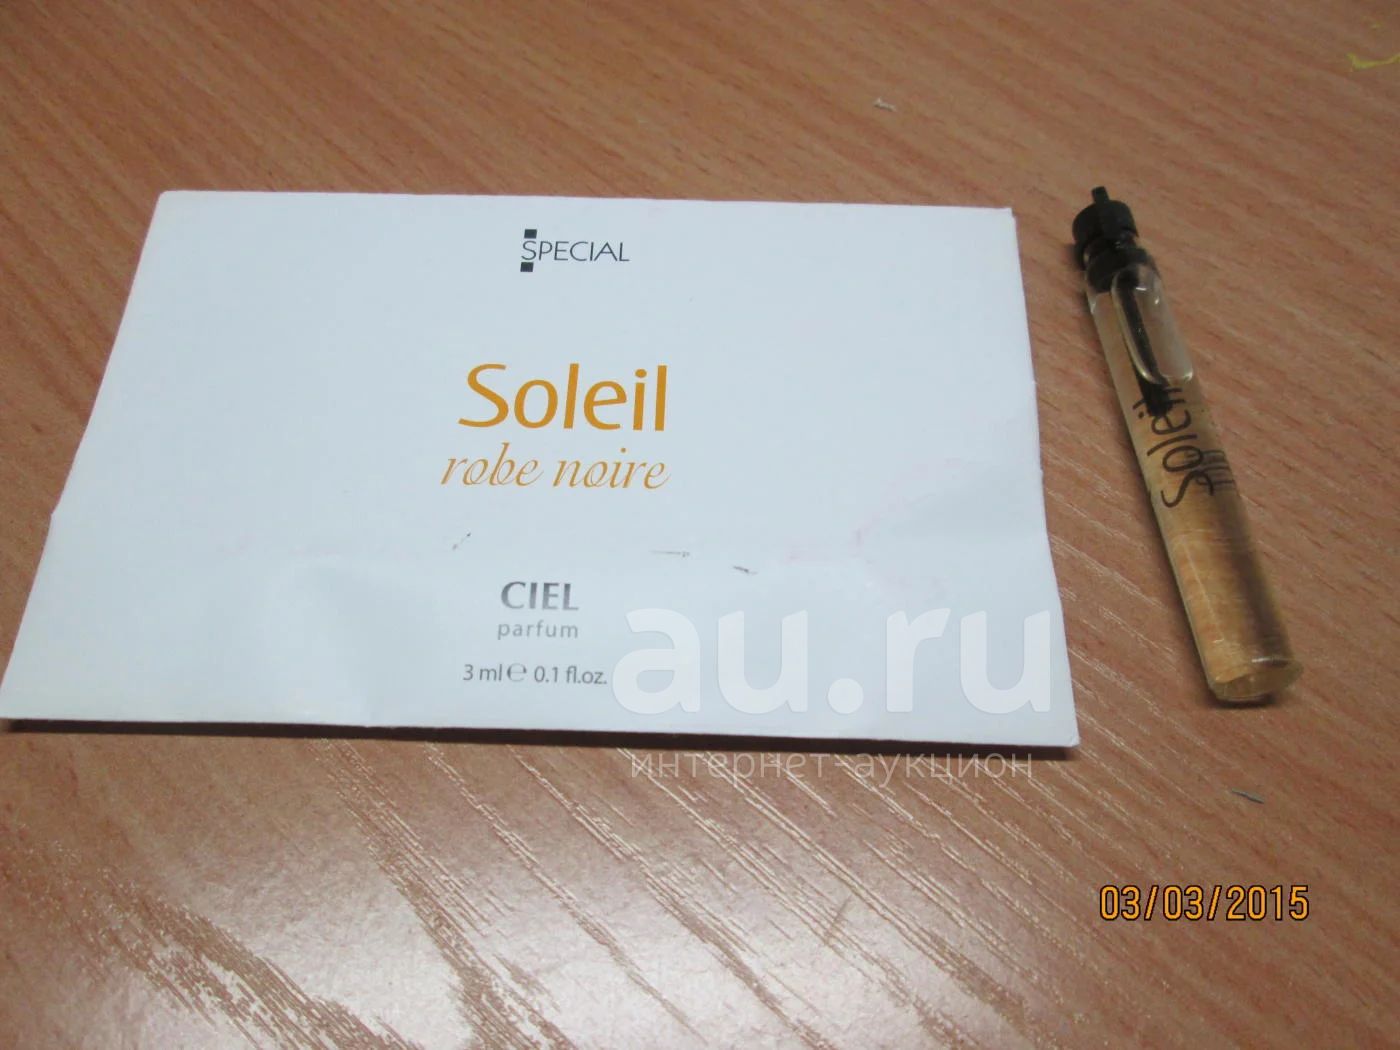 SPECIAL
Soleil
robe noire
CIEL
parfum
3 ml ℮ 0.1 fl.oz.
Soleil
au.ru
интернет-аукцион
03/03/2015